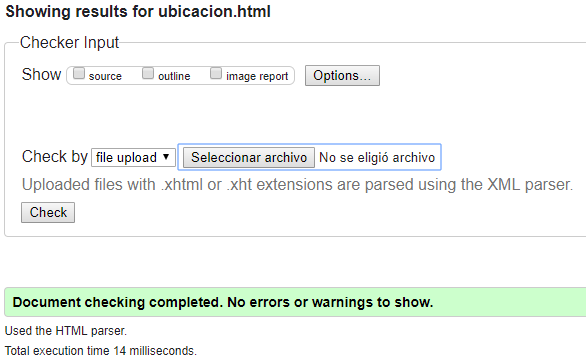 Showing results for ubicacion.html
Checker Input
Show source outline image report Options...
Check by file upload Seleccionar archivo No se eligió archivo
Uploaded files with .xhtml or .xht extensions are parsed using the XML parser.
Check
Document checking completed. No errors or warnings to show.
Used the HTML parser.
Total execution time 14 milliseconds.